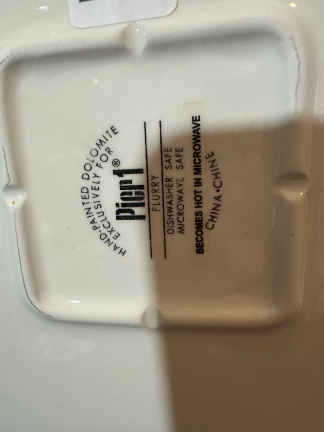 HAND-PAINTED DOLOMITE
EXCLUSIVELY FOR
Pier1®
FLURRY
DISHWASHER SAFE
MICROWAVE SAFE
BECOMES HOT IN MICROWAVE
CHINA•CHINE